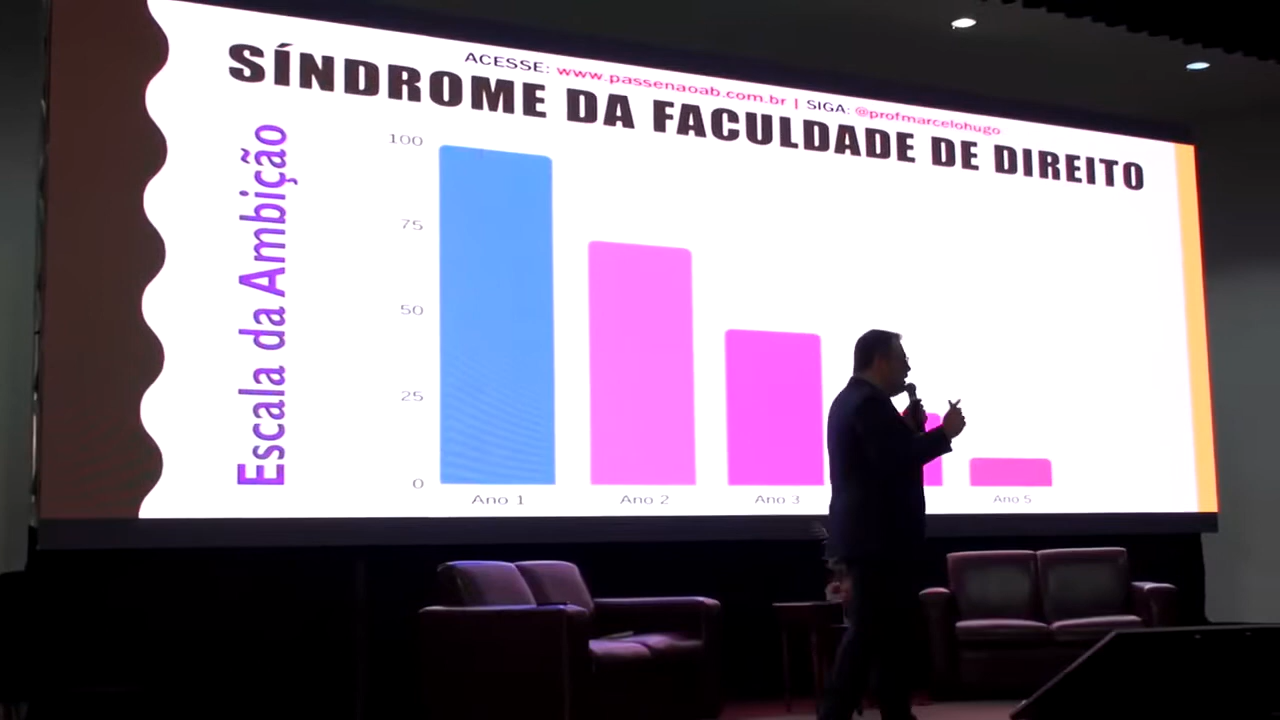 ACESSE: www.passenaoab.com.br | SIGA: @profmarcelohugo
SÍNDROME DA FACULDADE DE DIREITO
Escala da Ambição
100
75
50
25
0
Ano 1
Ano 2
Ano 3
Ano 5